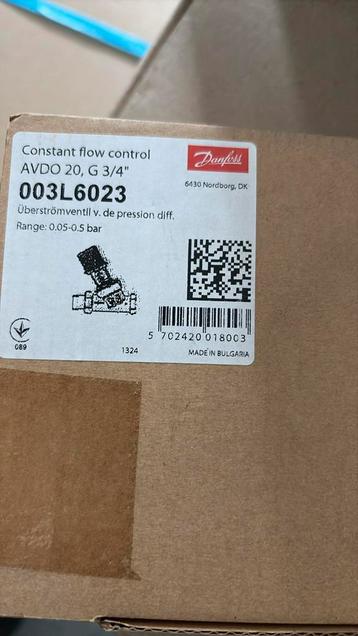 Constant flow control
AVDO 20, G 3/4"
003L6023
Überströmventil v. de pression diff.
Range: 0.05-0.5 bar
Danfoss
6430 Nordborg, DK
5 702420 018003
089
1324
MADE IN BULGARIA